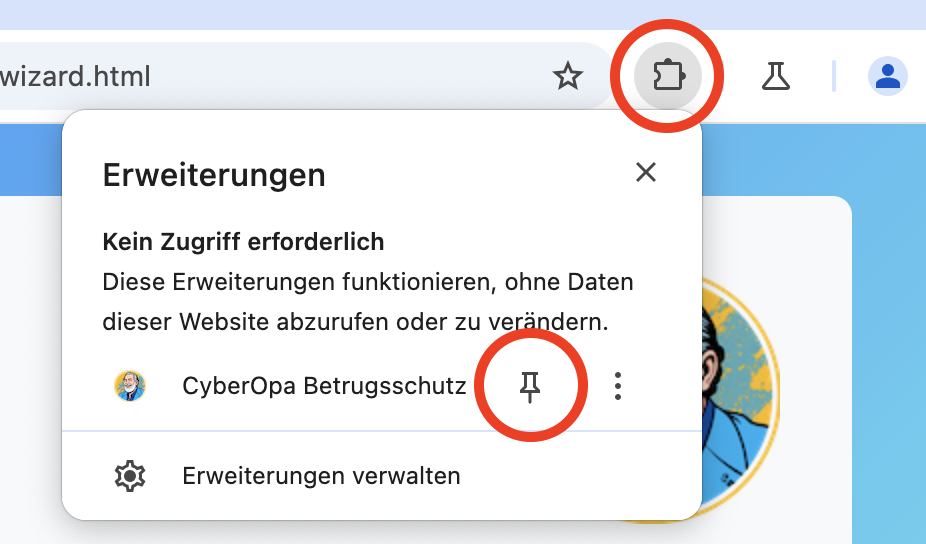 wizard.html
Erweiterungen
Kein Zugriff erforderlich
Diese Erweiterungen funktionieren, ohne Daten
dieser Website abzurufen oder zu verändern.
CyberOpa Betrugsschutz
Erweiterungen verwalten